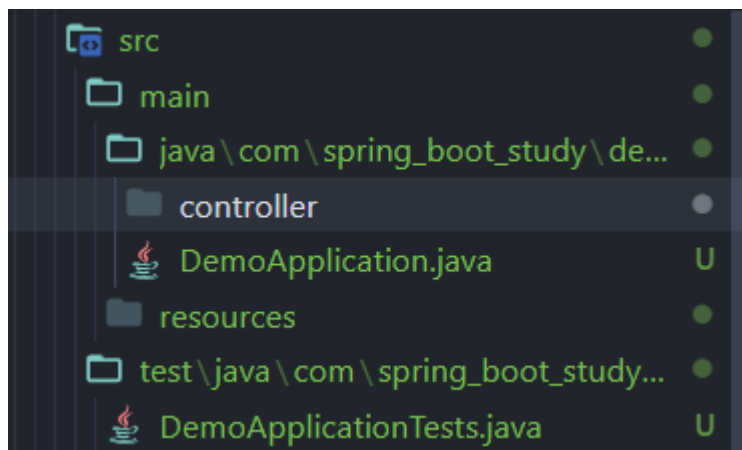 src
main
java\com\spring_boot_study\de...
controller
DemoApplication.java U
resources
test\java\com\spring_boot_study...
DemoApplicationTests.java U